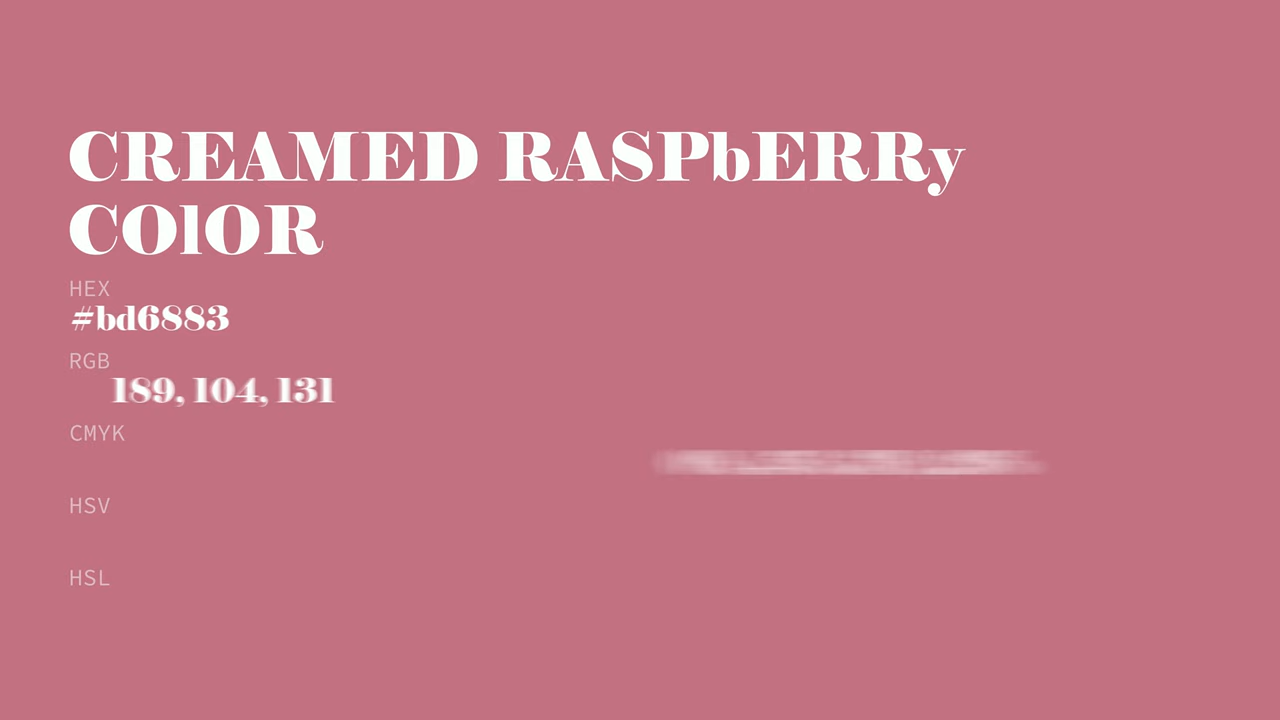 CREAMED RASPbERRy
COlOR
HEX
#bd6883
RGB
189, 104, 131
CMYK
HSV
HSL